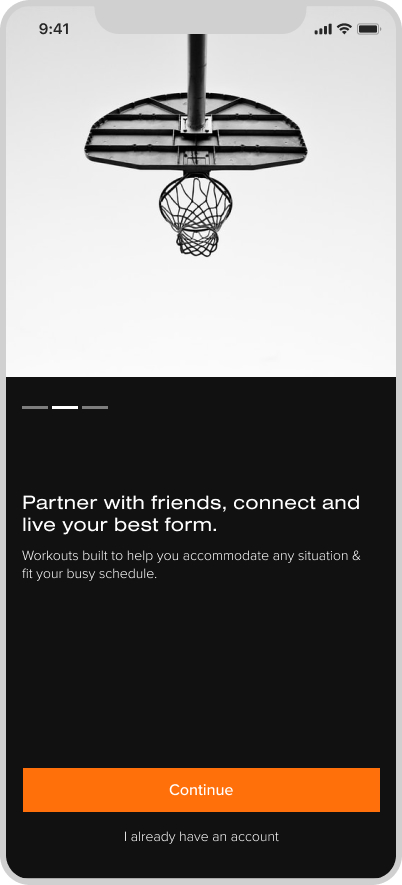 9:41
Partner with friends, connect and
live your best form.
Workouts built to help you accommodate any situation &
fit your busy schedule.
Continue
I already have an account